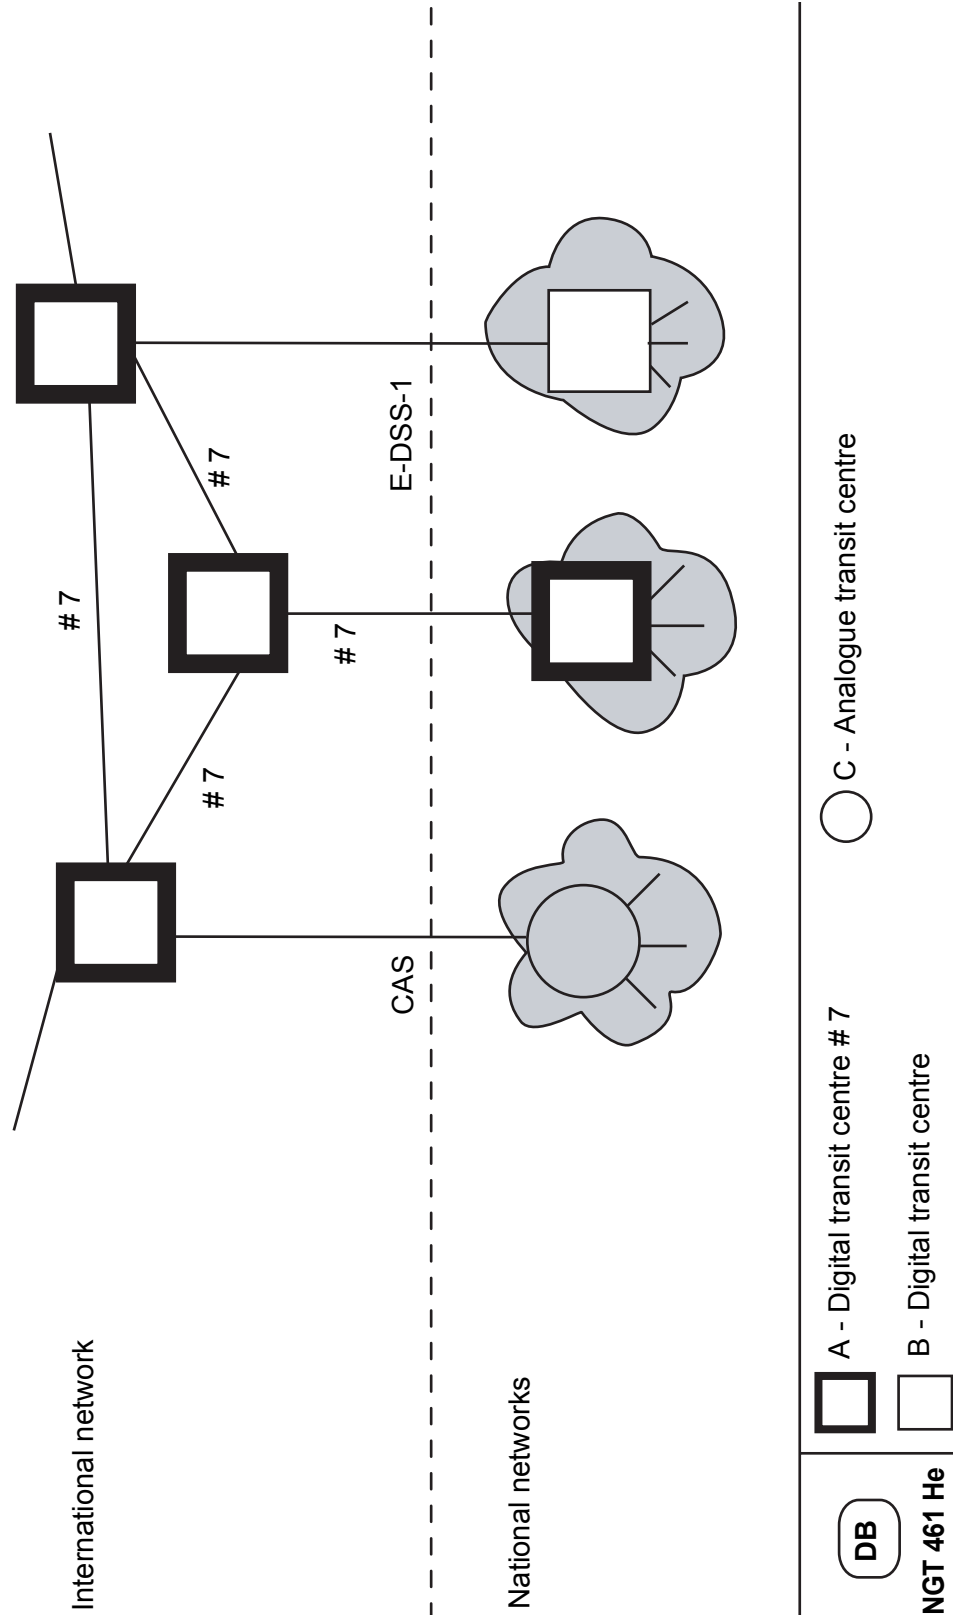 International network
# 7
# 7
# 7
# 7
CAS
E-DSS-1
National networks
DB
NGT 461 He
A - Digital transit centre # 7
B - Digital transit centre
C - Analogue transit centre